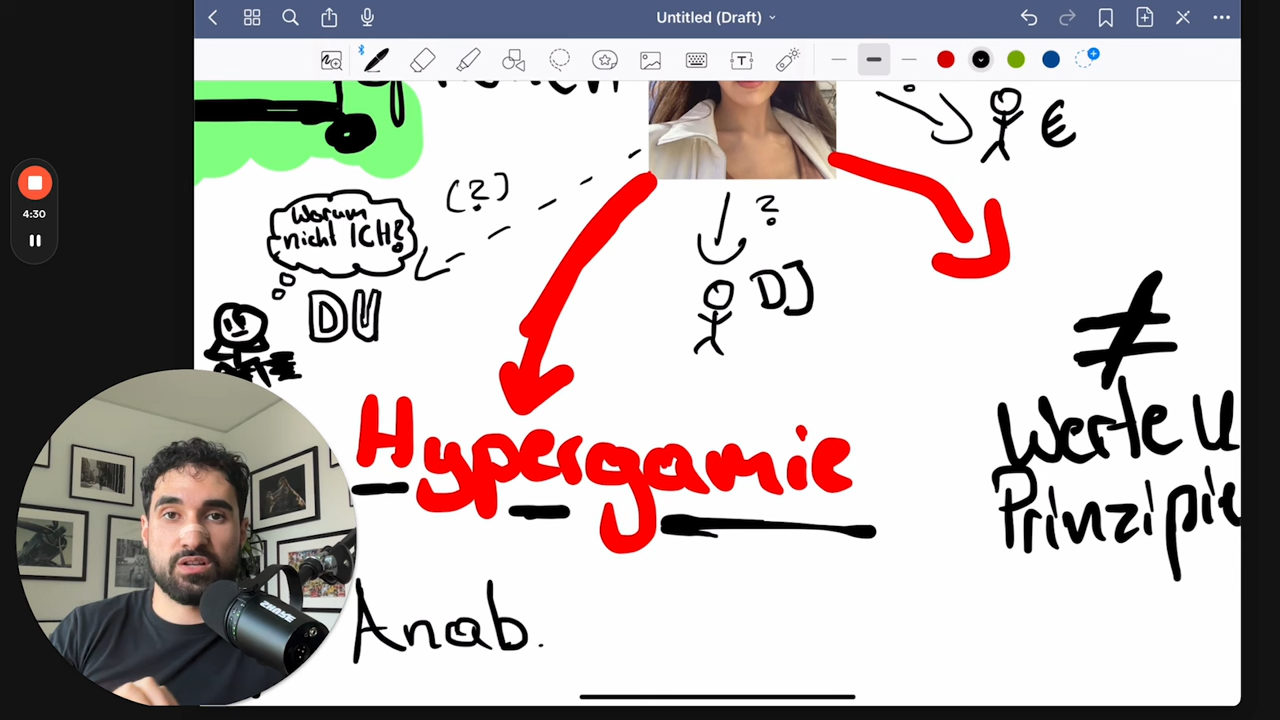 Untitled (Draft)
T
4:30
€
(?)
?
Warum
nicht ICH?
DU
DJ
≠
Hypergamie
Werte U
Prinzipie
Anab.
SHURE